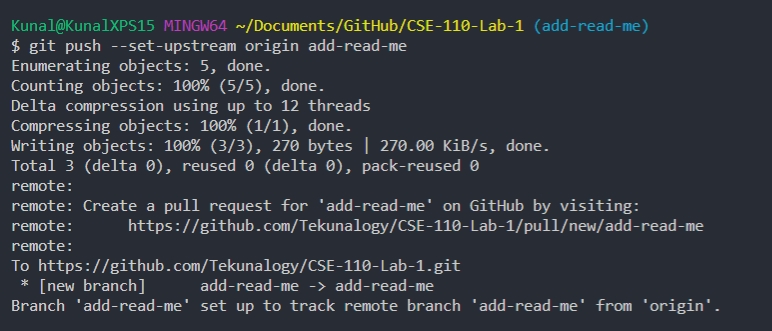 Kunal@KunalXPS15 MINGW64 ~/Documents/GitHub/CSE-110-Lab-1 (add-read-me)
$ git push --set-upstream origin add-read-me
Enumerating objects: 5, done.
Counting objects: 100% (5/5), done.
Delta compression using up to 12 threads
Compressing objects: 100% (1/1), done.
Writing objects: 100% (3/3), 270 bytes | 270.00 KiB/s, done.
Total 3 (delta 0), reused 0 (delta 0), pack-reused 0
remote:
remote: Create a pull request for 'add-read-me' on GitHub by visiting:
remote:      https://github.com/Tekunalogy/CSE-110-Lab-1/pull/new/add-read-me
remote:
To https://github.com/Tekunalogy/CSE-110-Lab-1.git
 * [new branch]      add-read-me -> add-read-me
Branch 'add-read-me' set up to track remote branch 'add-read-me' from 'origin'.